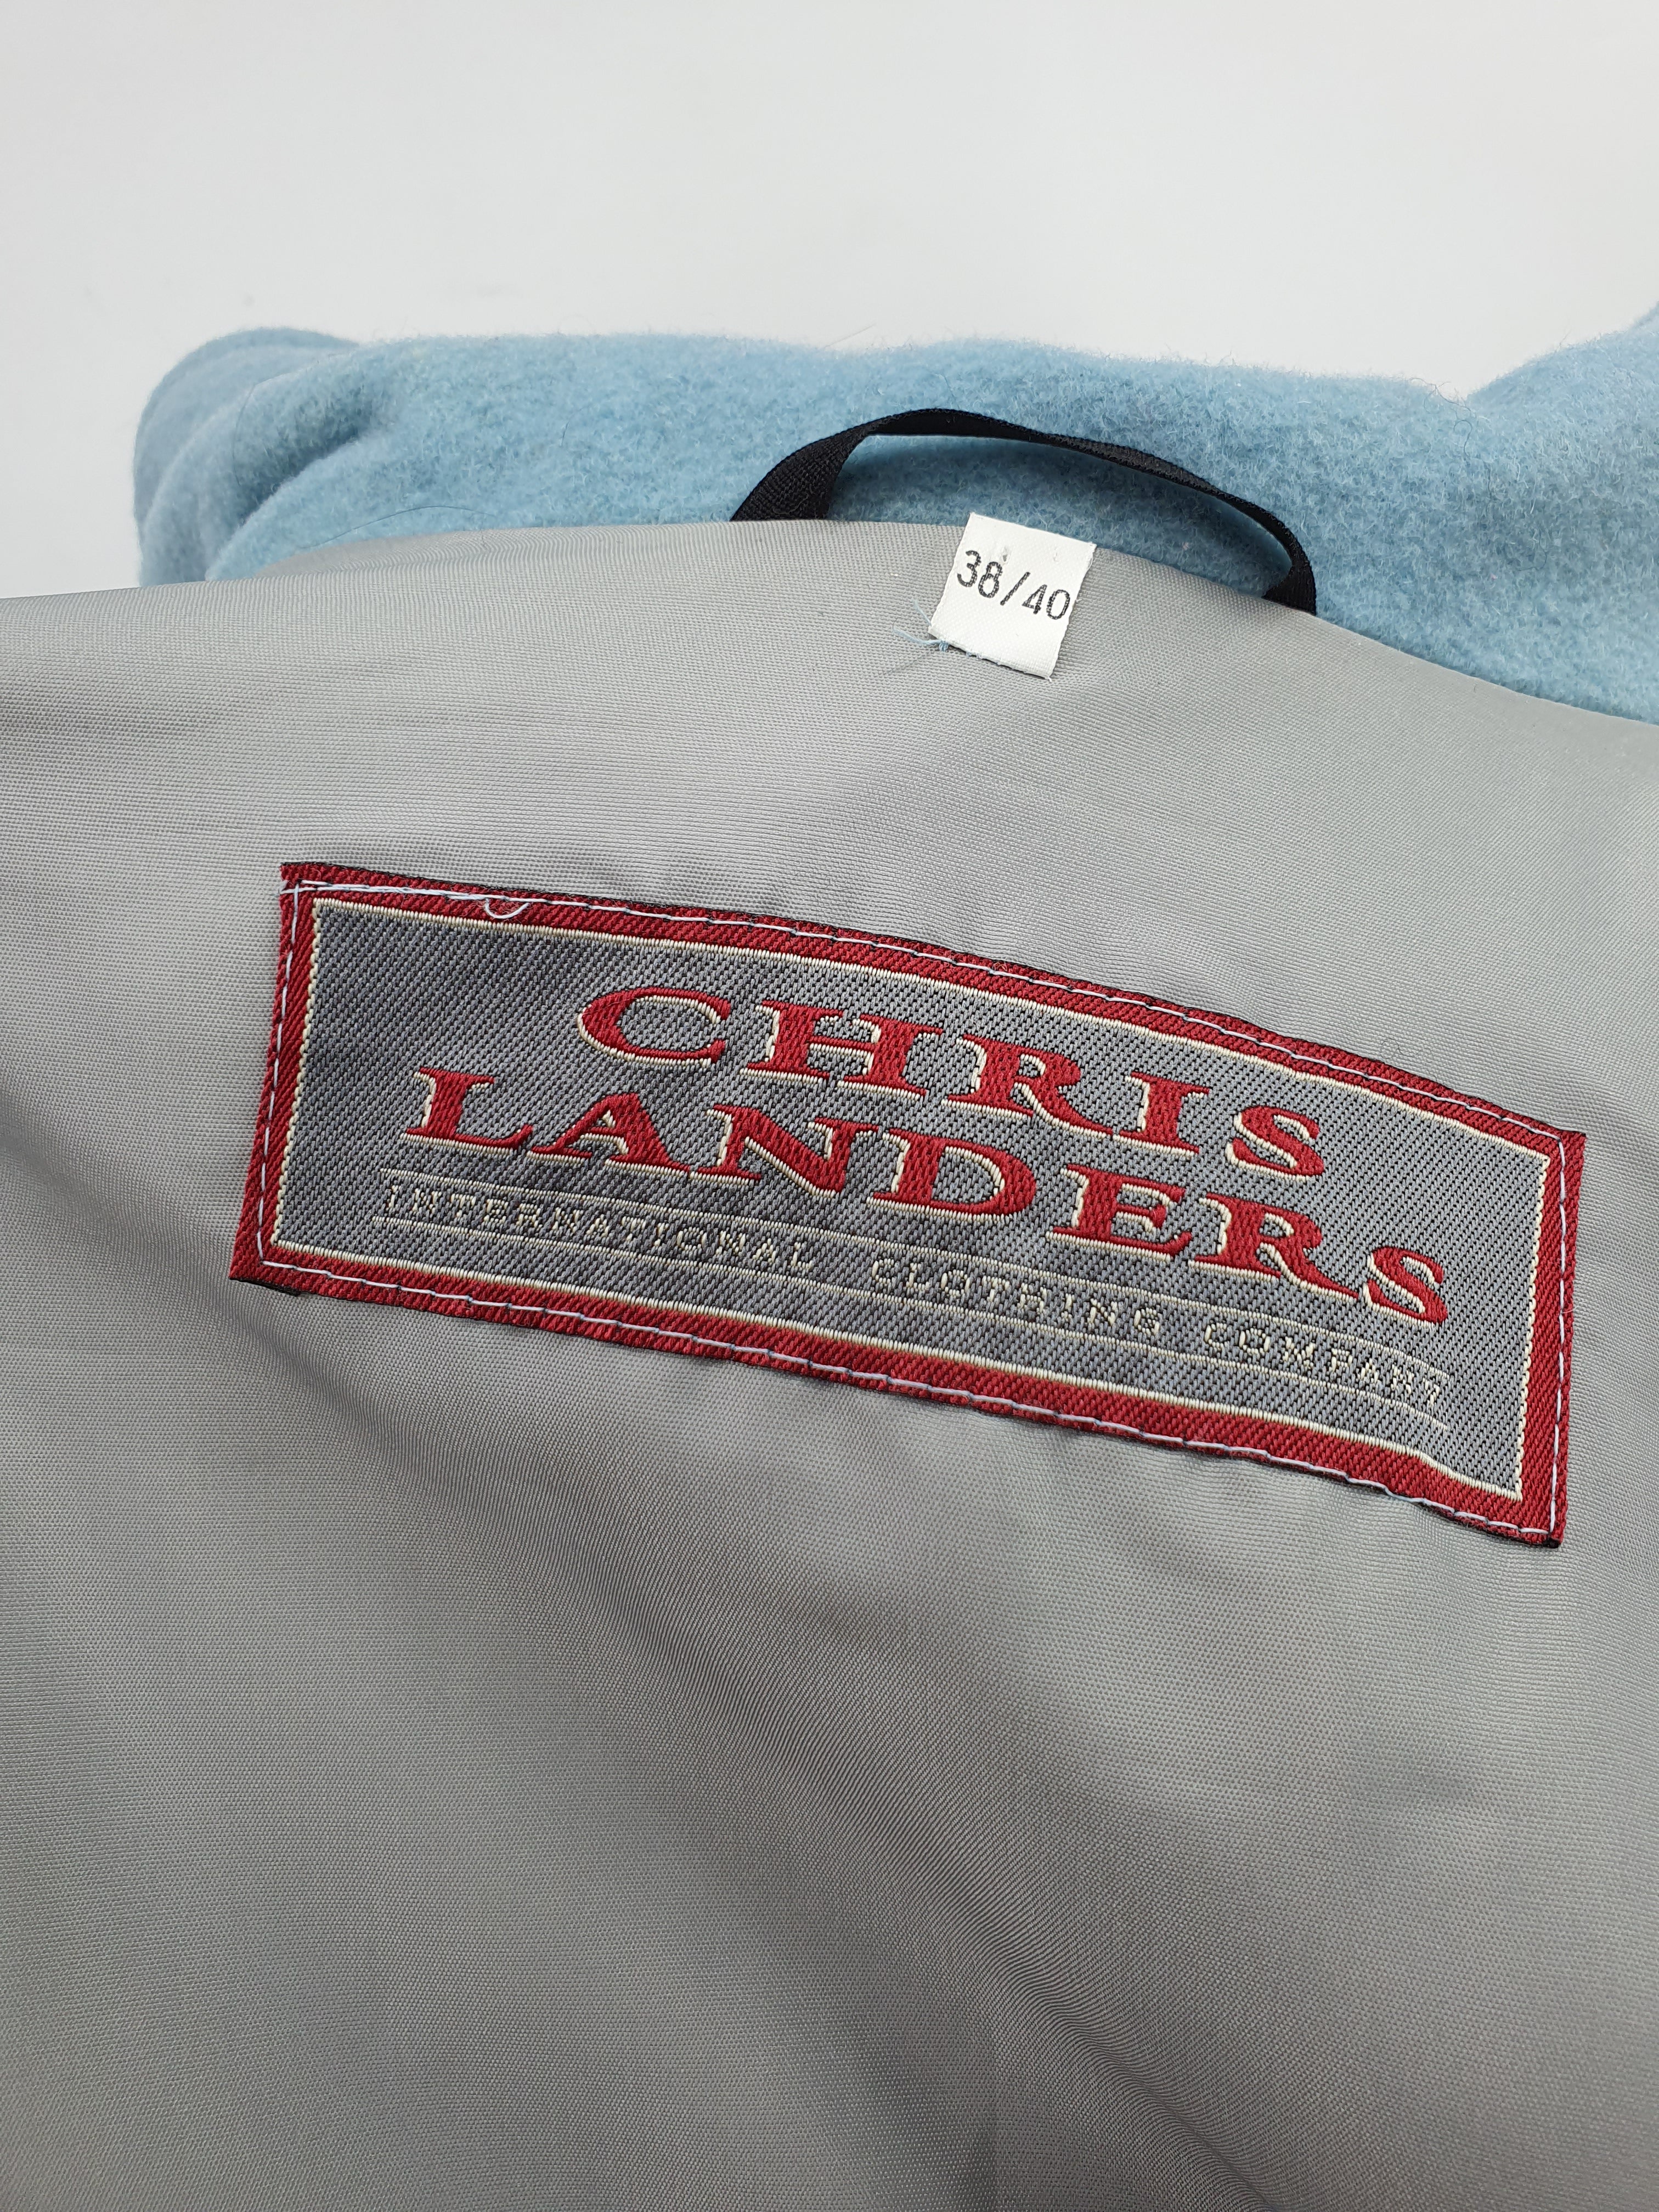 38/40
CHRIS
LANDERS
INTERNATIONAL CLOTHING COMPANY